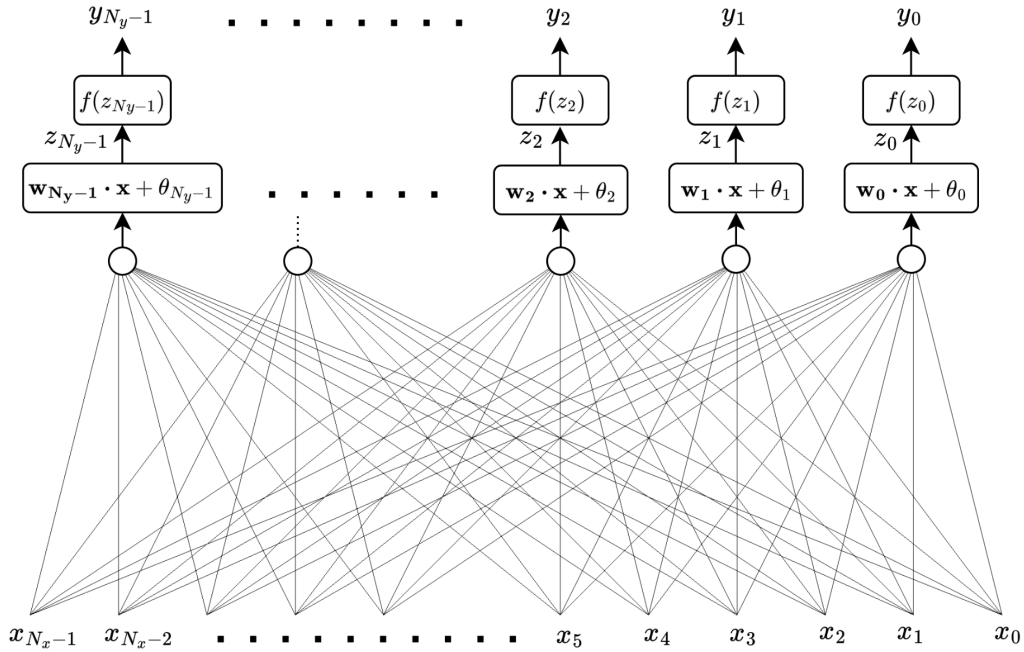 y_{N_y−1} . . . . . . . . y_2 y_1 y_0
f(z_{Ny−1}) f(z_2) f(z_1) f(z_0)
z_{N_y−1} z_2 z_1 z_0
w_{N_y−1} · x + θ_{N_y−1} . . . . . . w_2 · x + θ_2 w_1 · x + θ_1 w_0 · x + θ_0
x_{N_x−1} x_{N_x−2} . . . . . . . . . . x_5 x_4 x_3 x_2 x_1 x_0